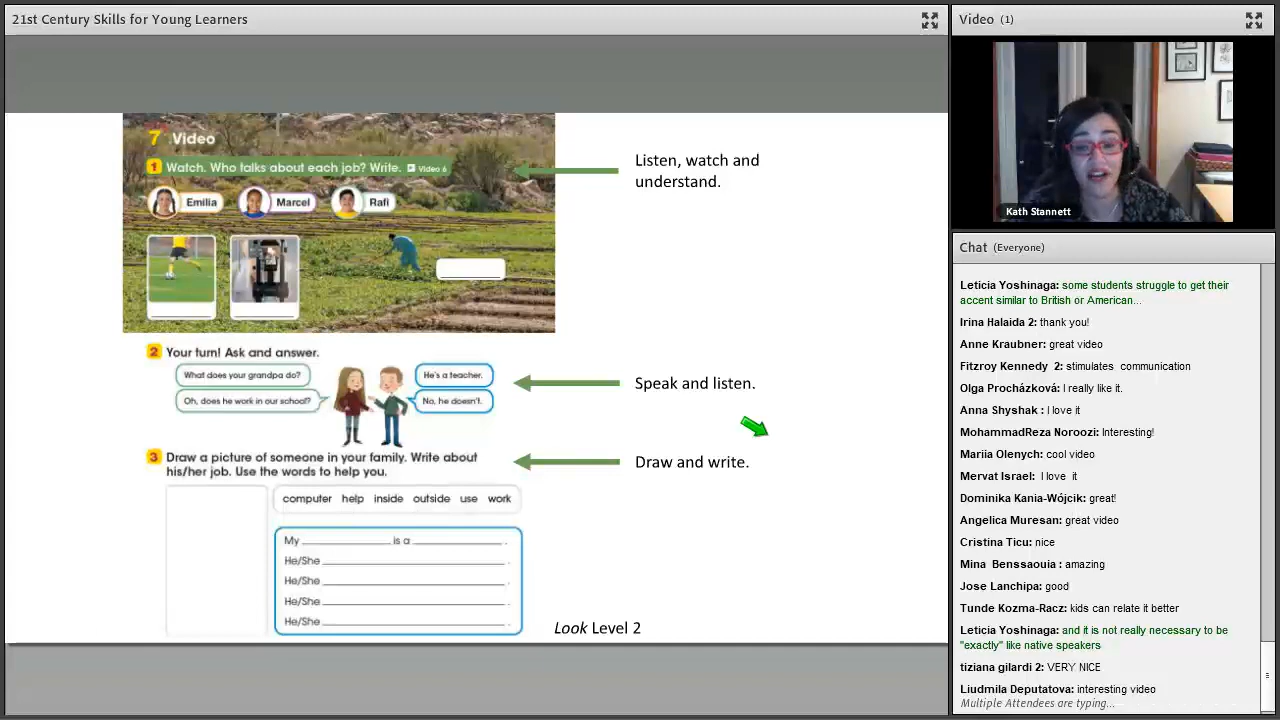 21st Century Skills for Young Learners
7 Video
1 Watch. Who talks about each job? Write. Video 6
Emilia
Marcel
Rafi
Listen, watch and
understand.
2 Your turn! Ask and answer.
What does your grandpa do?
He's a teacher.
Oh, does he work in our school?
No, he doesn't.
Speak and listen.
3 Draw a picture of someone in your family. Write about
his/her job. Use the words to help you.
Draw and write.
computer help inside outside use work
My ____________ is a ____________ .
He/She ____________ .
He/She ____________ .
He/She ____________ .
He/She ____________ .
Look Level 2
Video (1)
Kath Stannett
Chat (Everyone)
Leticia Yoshinaga: some students struggle to get their
accent similar to British or American...
Irina Halaida 2: thank you!
Anne Kraubner: great video
Fitzroy Kennedy 2: stimulates communication
Olga Procházková: I really like it.
Anna Shyshak : I love it
MohammadReza Noroozi: Interesting!
Mariia Olenych: cool video
Mervat Israel: I love it
Dominika Kania-Wójcik: great!
Angelica Muresan: great video
Cristina Ticu: nice
Mina Benssaouia : amazing
Jose Lanchipa: good
Tunde Kozma-Racz: kids can relate it better
Leticia Yoshinaga: and it is not really necessary to be
"exactly" like native speakers
tiziana gilardi 2: VERY NICE
Liudmila Deputatova: interesting video
Multiple Attendees are typing...